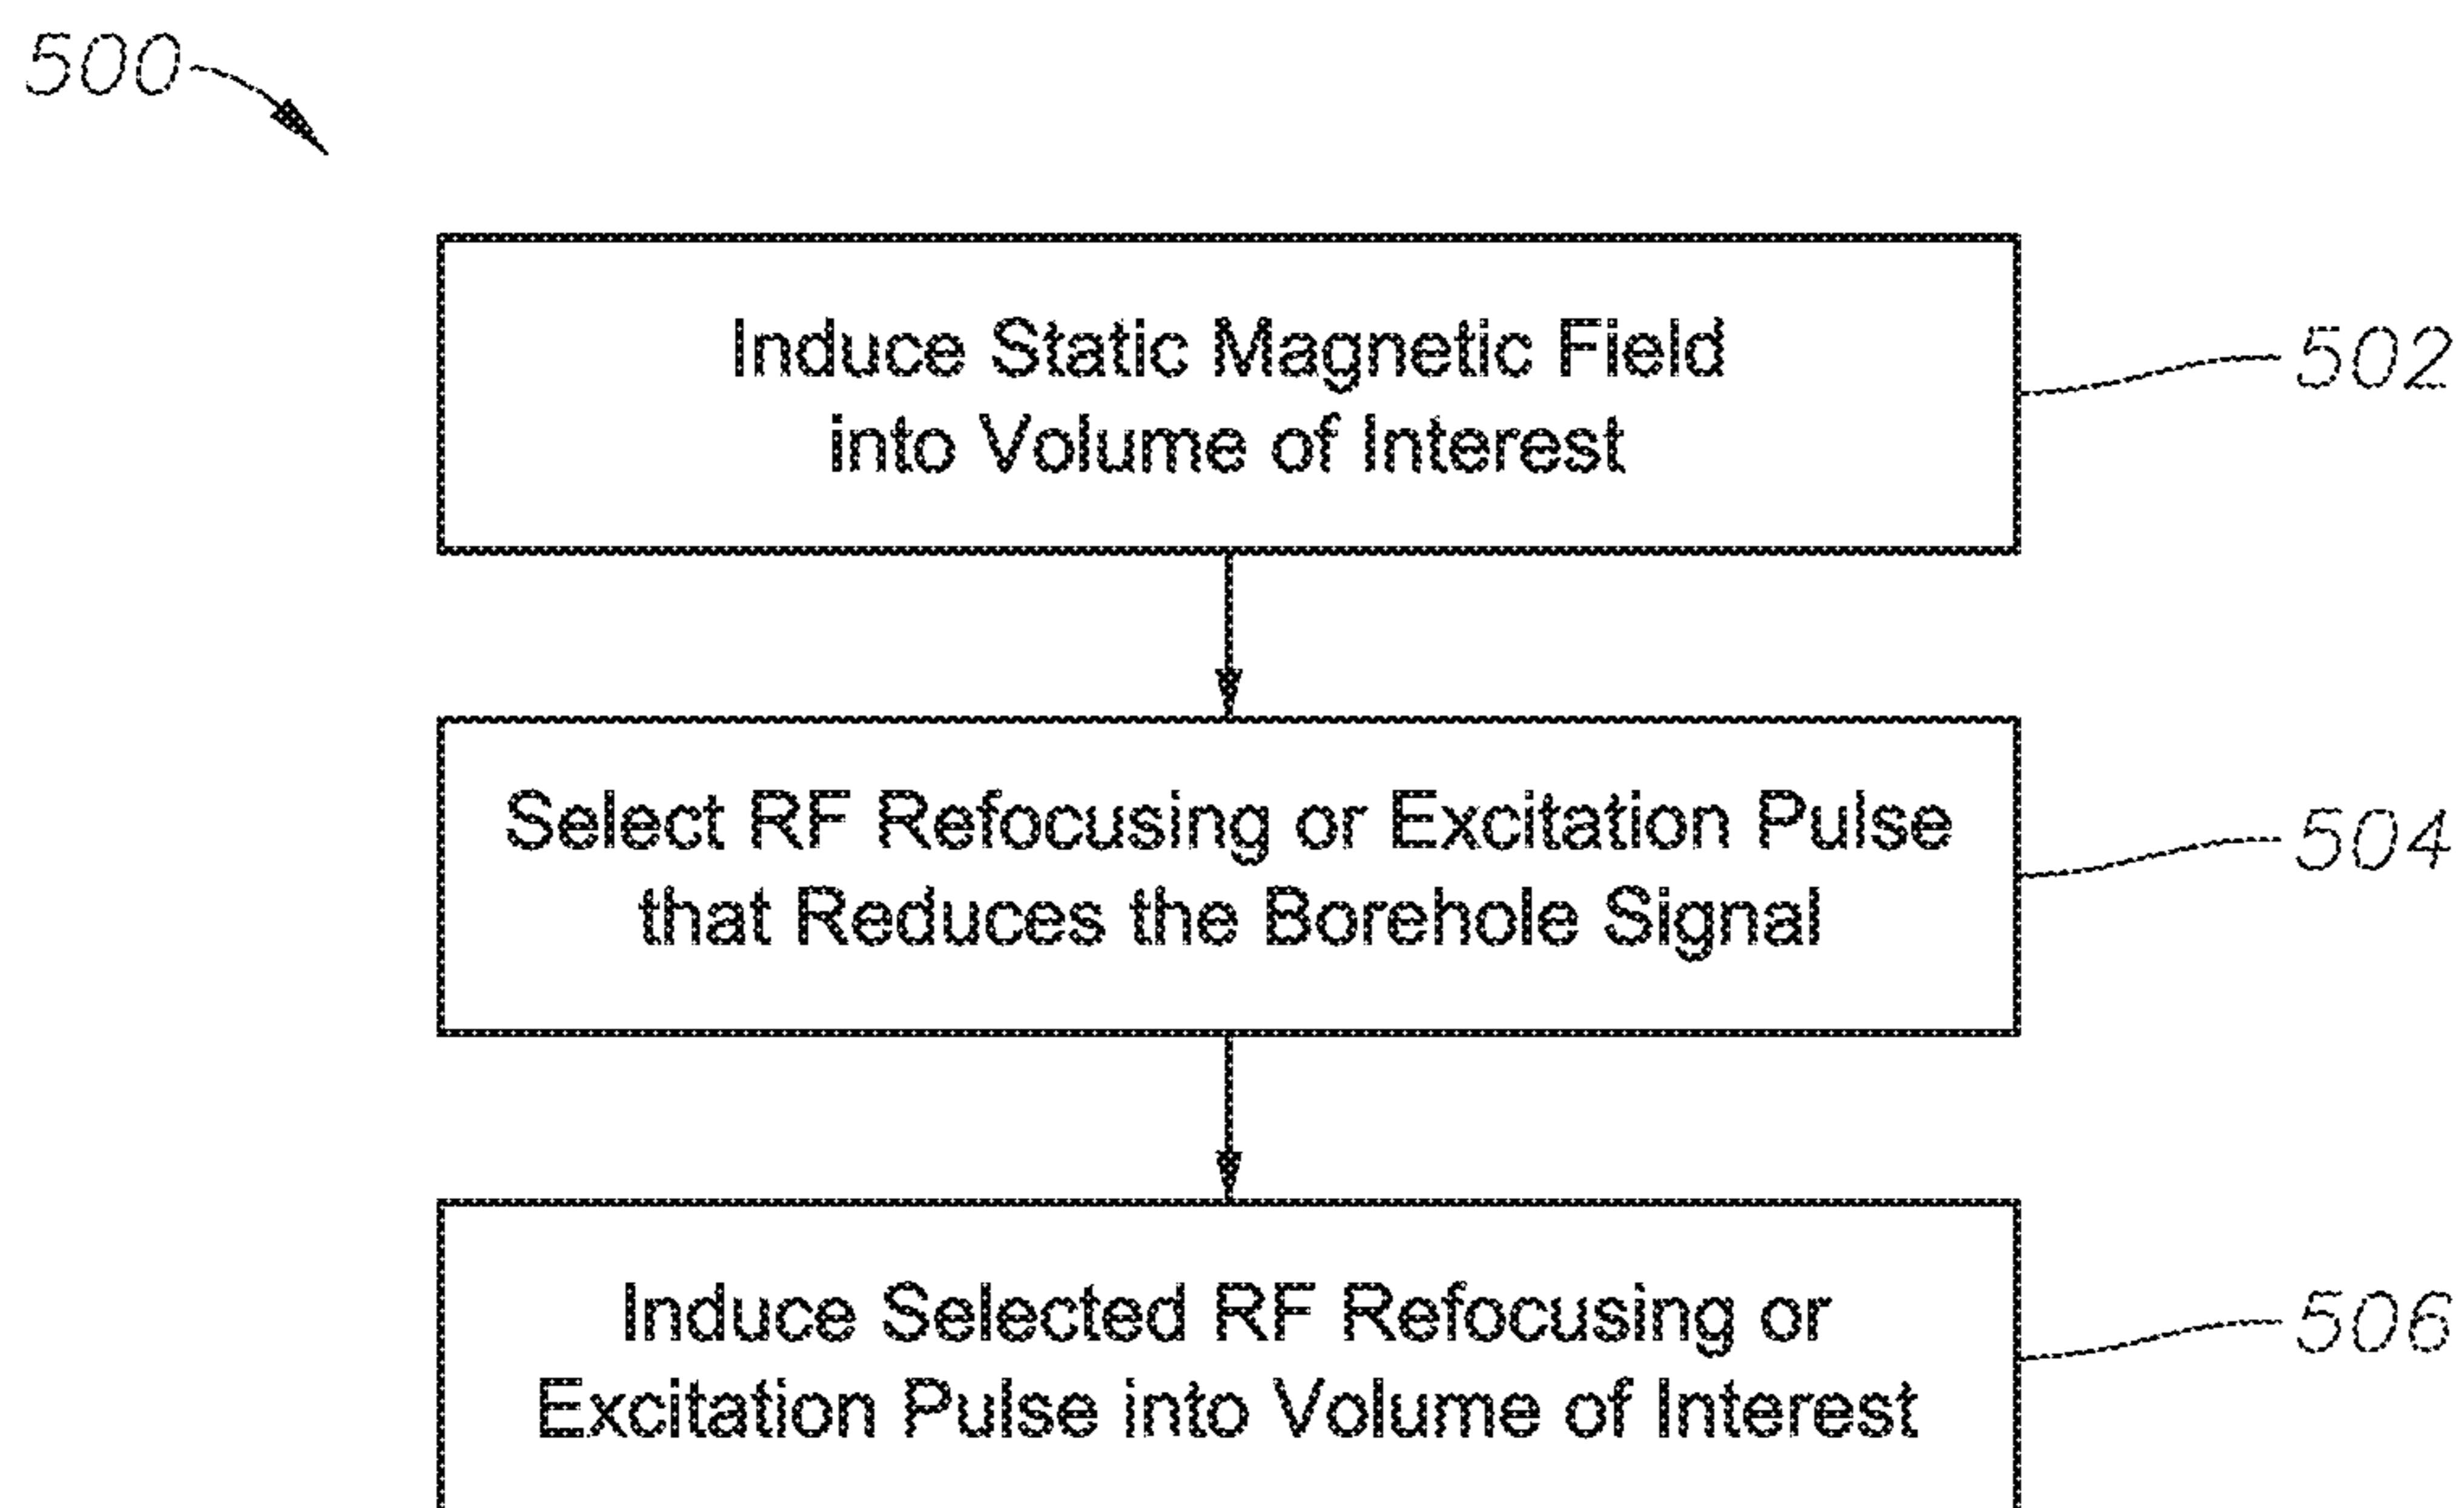 500
Induce Static Magnetic Field
into Volume of Interest
502
Select RF Refocusing or Excitation Pulse
that Reduces the Borehole Signal
504
Induce Selected RF Refocusing or
Excitation Pulse into Volume of Interest
506